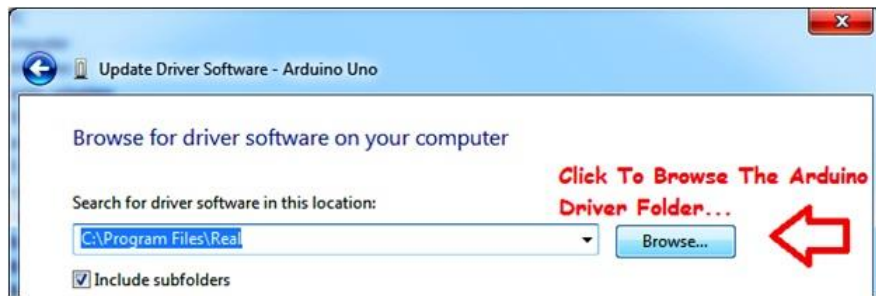 Update Driver Software - Arduino Uno
Browse for driver software on your computer
Click To Browse The Arduino
Driver Folder...
Search for driver software in this location:
C:\Program Files\Real
Browse...
Include subfolders